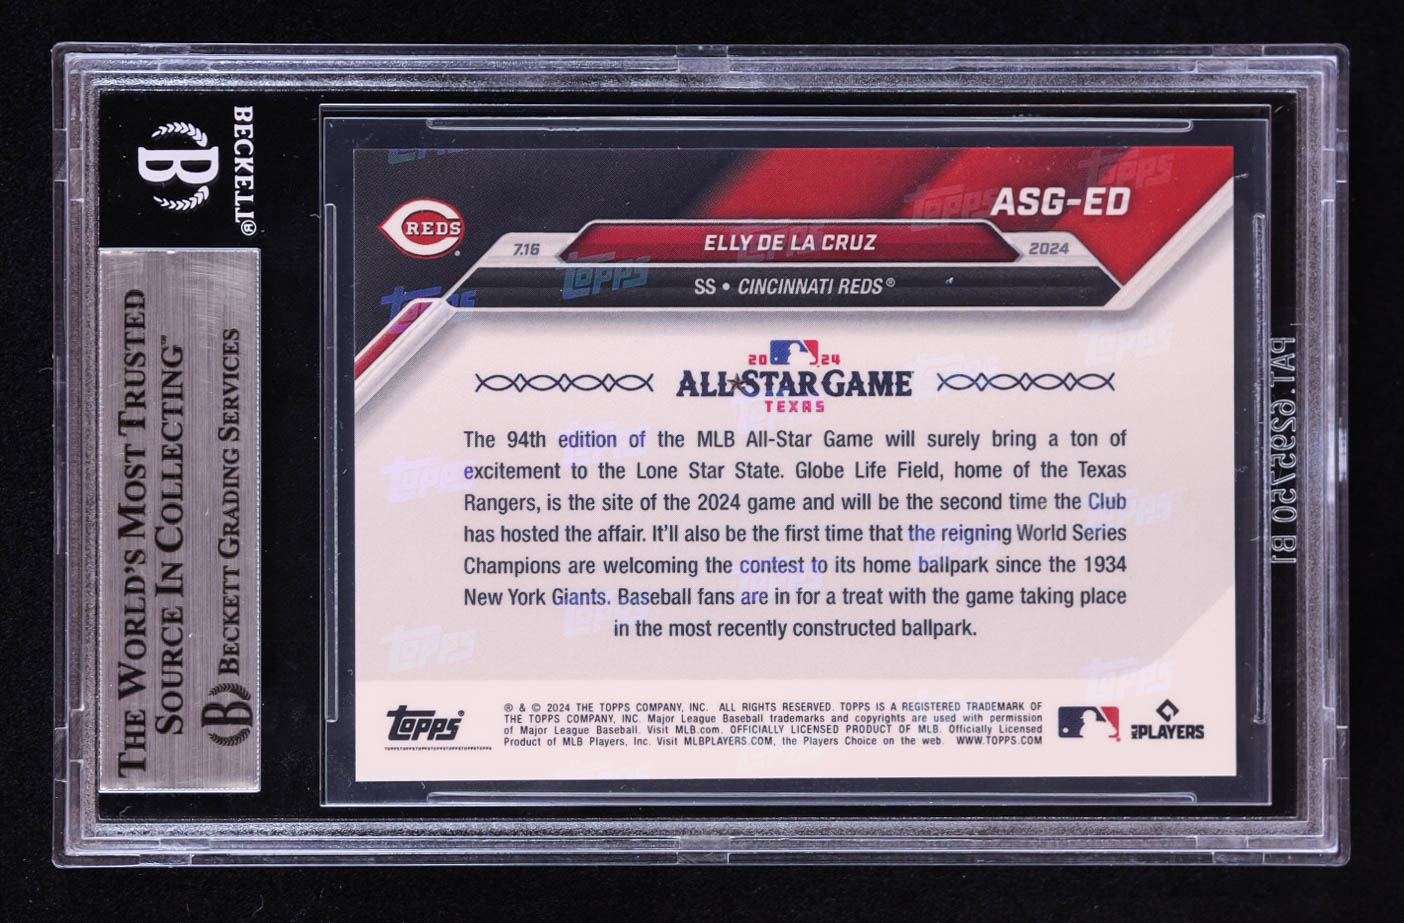 BECKETT®
B
THE WORLD'S MOST TRUSTED
SOURCE IN COLLECTING™
B BECKETT GRADING SERVICES
REDS
ASG-ED
7.16
ELLY DE LA CRUZ
2024
SS • CINCINNATI REDS®
2024
ALL★STAR GAME
TEXAS
The 94th edition of the MLB All-Star Game will surely bring a ton of
excitement to the Lone Star State. Globe Life Field, home of the Texas
Rangers, is the site of the 2024 game and will be the second time the Club
has hosted the affair. It'll also be the first time that the reigning World Series
Champions are welcoming the contest to its home ballpark since the 1934
New York Giants. Baseball fans are in for a treat with the game taking place
in the most recently constructed ballpark.
Topps®
® & © 2024 THE TOPPS COMPANY, INC. ALL RIGHTS RESERVED. TOPPS IS A REGISTERED TRADEMARK OF
THE TOPPS COMPANY, INC. Major League Baseball trademarks and copyrights are used with permission
of Major League Baseball. Visit MLB.com. OFFICIALLY LICENSED PRODUCT OF MLB. Officially Licensed
Product of MLB Players, Inc. Visit MLBPLAYERS.COM, the Players Choice on the web. WWW.TOPPS.COM
MLBPLAYERS
PAT. 6295750 B1